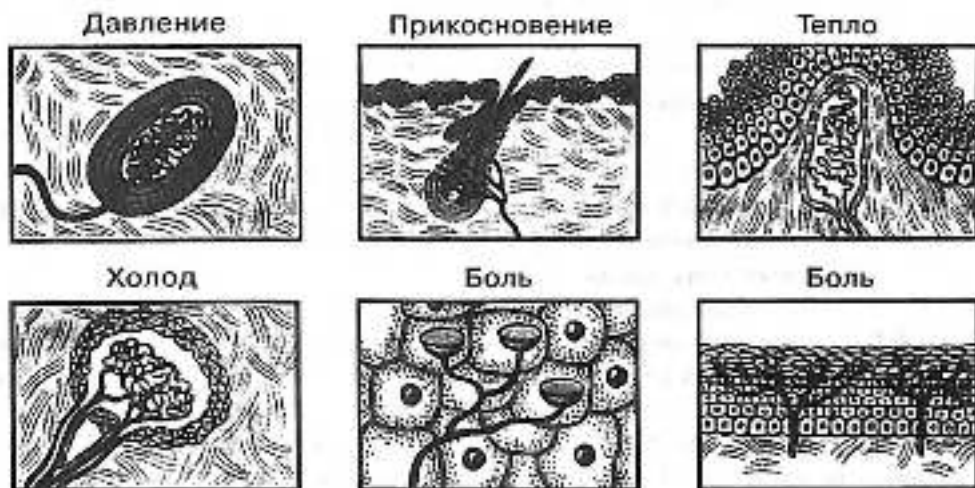 Давление
Прикосновение
Тепло
Холод
Боль
Боль